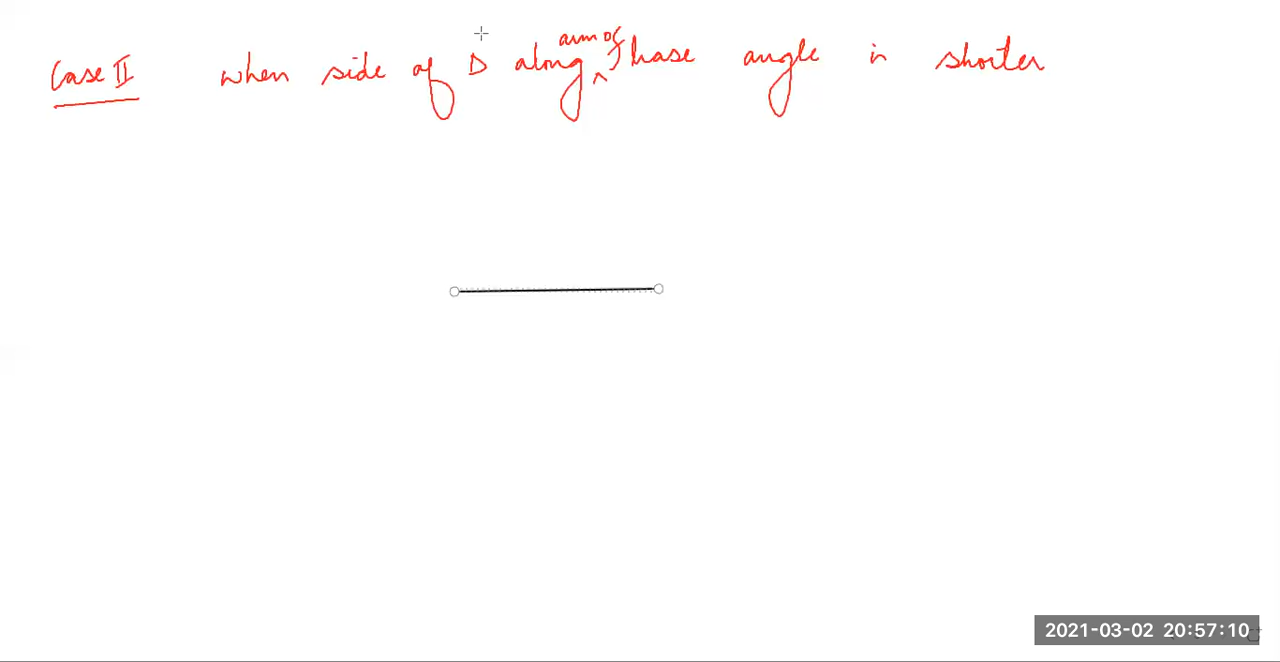 Case II when side of Δ along arm of base angle is shorter
2021-03-02 20:57:10